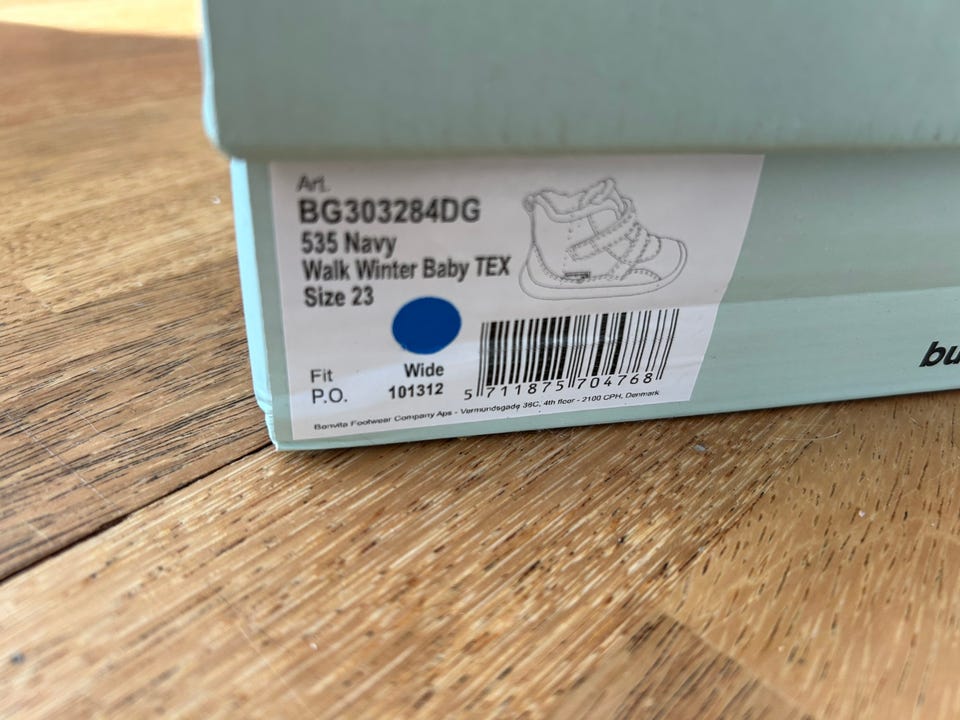 Art.
BG303284DG
535 Navy
Walk Winter Baby TEX
Size 23
Fit Wide
P.O. 101312
5 711875 704768
Bonvita Footwear Company Aps - Vermundsgade 38C, 4th floor - 2100 CPH, Denmark
bu